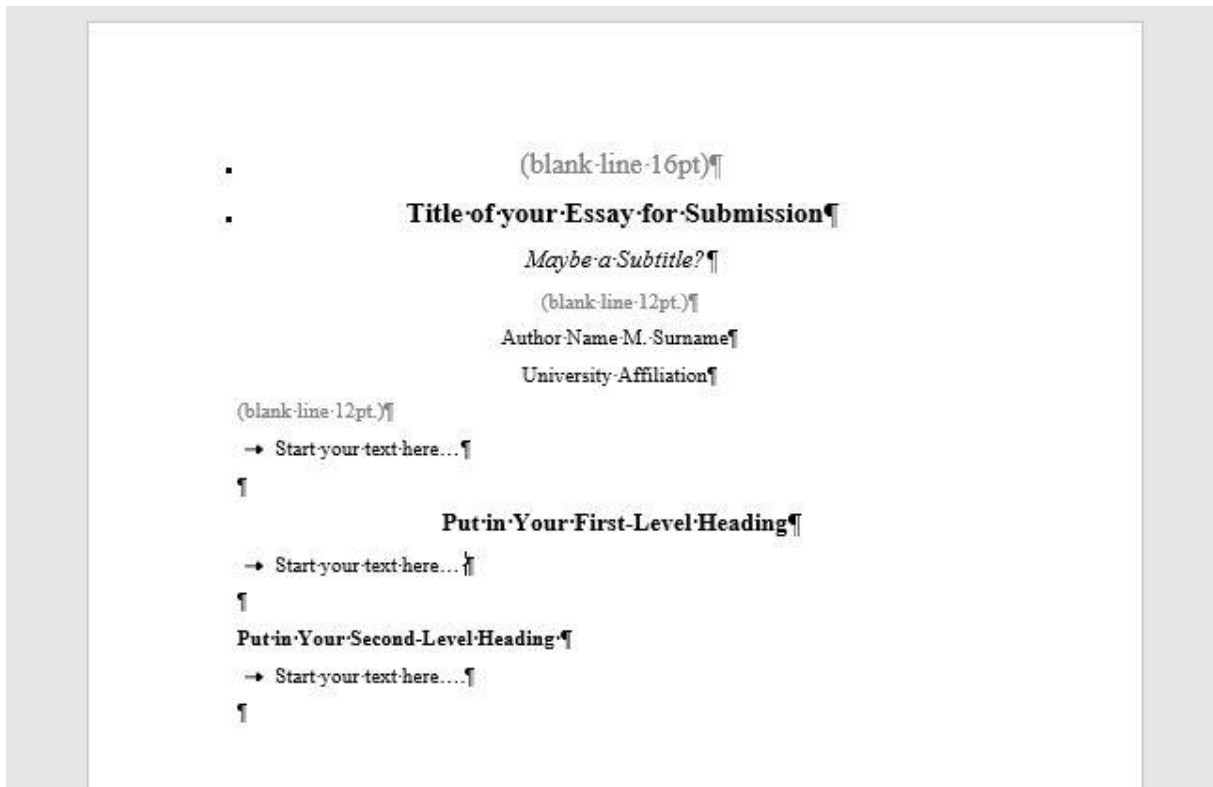 (blank line 16pt)¶
Title of your Essay for Submission¶
Maybe a Subtitle?¶
(blank line 12pt.)¶
Author Name M. Surname¶
University Affiliation¶
(blank line 12pt.)¶
→ Start your text here…¶
¶
Put in Your First-Level Heading¶
→ Start your text here… ¶
¶
Put in Your Second-Level Heading ¶
→ Start your text here….¶
¶